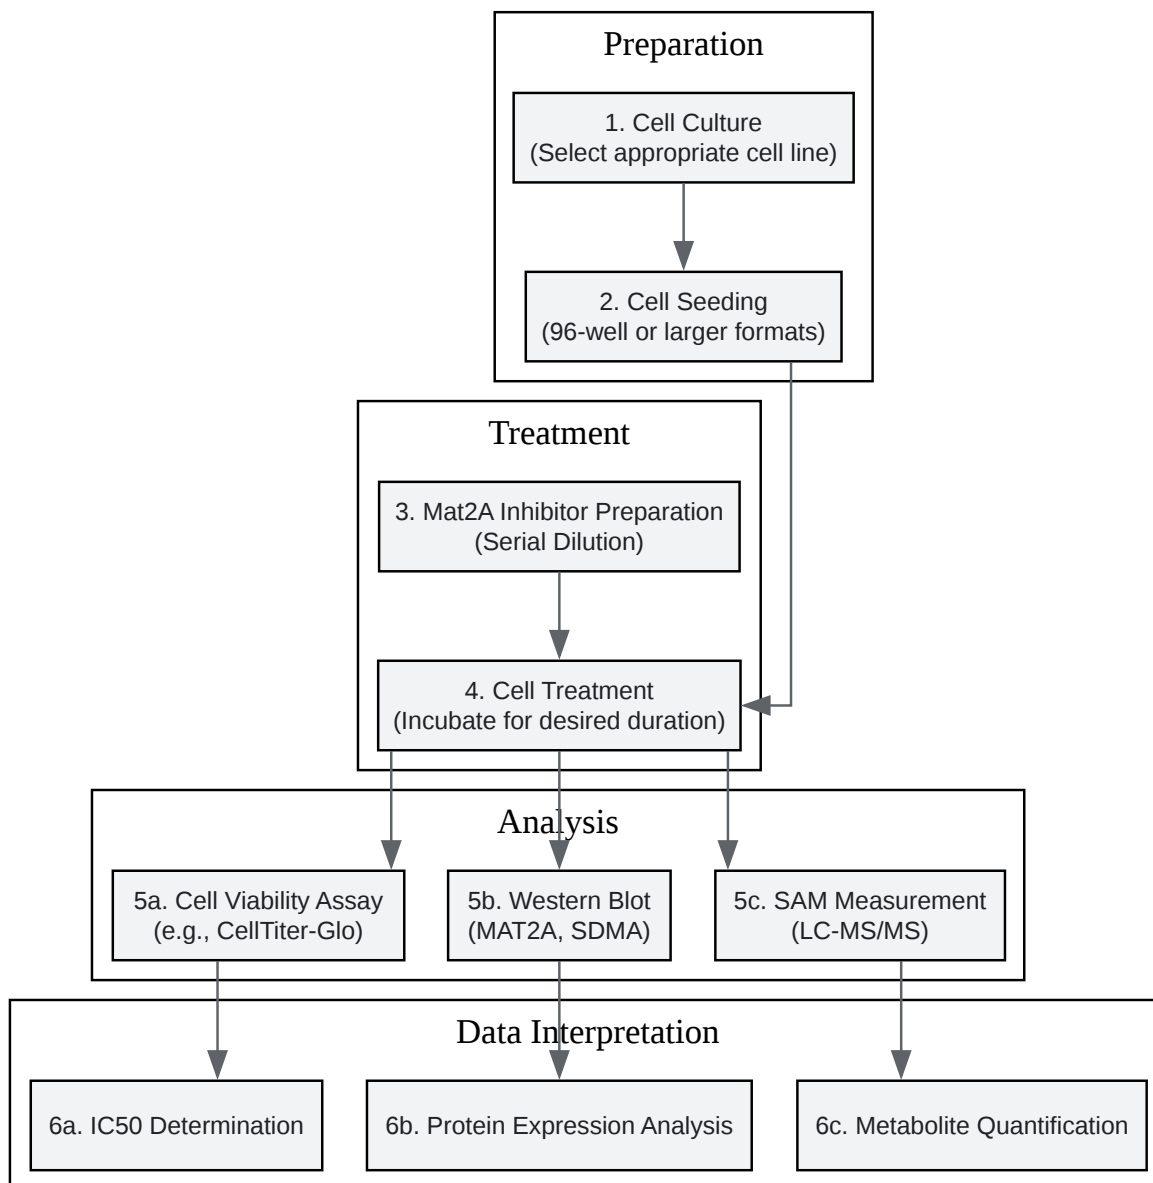 Preparation
1. Cell Culture
(Select appropriate cell line)
2. Cell Seeding
(96-well or larger formats)
Treatment
3. Mat2A Inhibitor Preparation
(Serial Dilution)
4. Cell Treatment
(Incubate for desired duration)
Analysis
5a. Cell Viability Assay
(e.g., CellTiter-Glo)
5b. Western Blot
(MAT2A, SDMA)
5c. SAM Measurement
(LC-MS/MS)
Data Interpretation
6a. IC50 Determination
6b. Protein Expression Analysis
6c. Metabolite Quantification